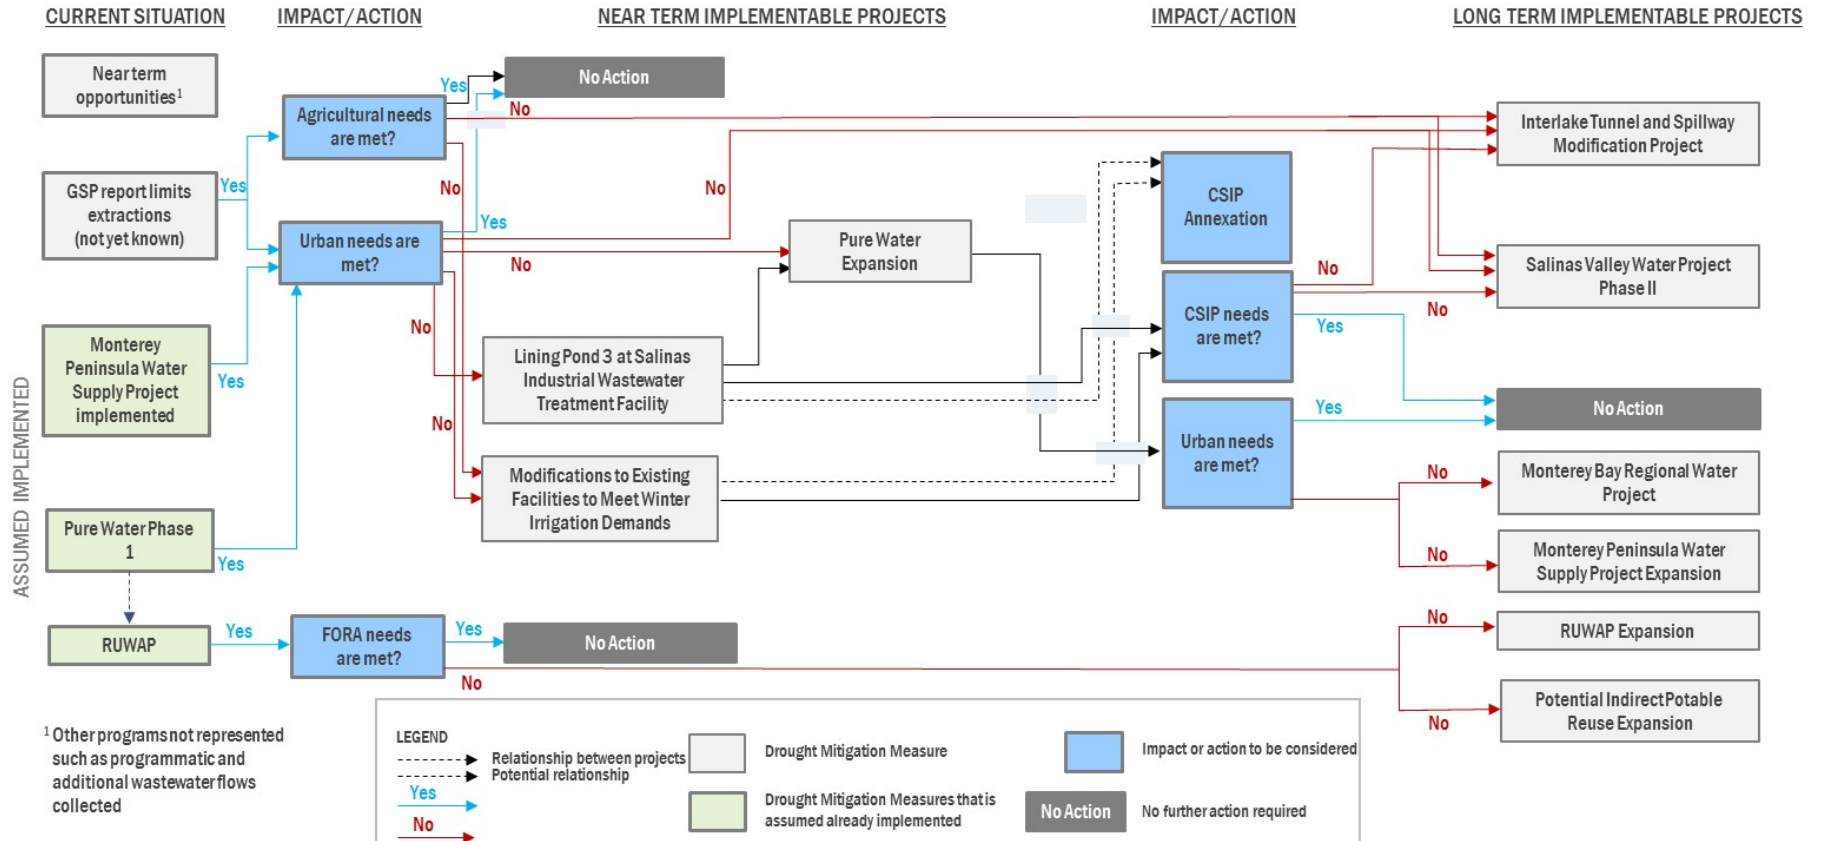 CURRENT SITUATION
IMPACT/ACTION
NEAR TERM IMPLEMENTABLE PROJECTS
IMPACT/ACTION
LONG TERM IMPLEMENTABLE PROJECTS
Near term
opportunities¹
GSP report limits
extractions
(not yet known)
Yes
Monterey
Peninsula Water
Supply Project
implemented
Yes
ASSUMED IMPLEMENTED
Pure Water Phase
1
Yes
RUWAP
Yes
Agricultural needs
are met?
Yes
No
No
Urban needs are
met?
Yes
No
No
No
No
FORA needs
are met?
Yes
No
No Action
Pure Water
Expansion
Lining Pond 3 at Salinas
Industrial Wastewater
Treatment Facility
Modifications to Existing
Facilities to Meet Winter
Irrigation Demands
No Action
CSIP
Annexation
CSIP needs
are met?
No
No
Yes
Urban needs
are met?
Yes
No
No
No
No
Interlake Tunnel and Spillway
Modification Project
Salinas Valley Water Project
Phase II
No Action
Monterey Bay Regional Water
Project
Monterey Peninsula Water
Supply Project Expansion
RUWAP Expansion
Potential Indirect Potable
Reuse Expansion
¹ Other programs not represented
such as programmatic and
additional wastewater flows
collected
LEGEND
Relationship between projects
Potential relationship
Yes
No
Drought Mitigation Measure
Drought Mitigation Measures that is
assumed already implemented
Impact or action to be considered
No Action
No further action required